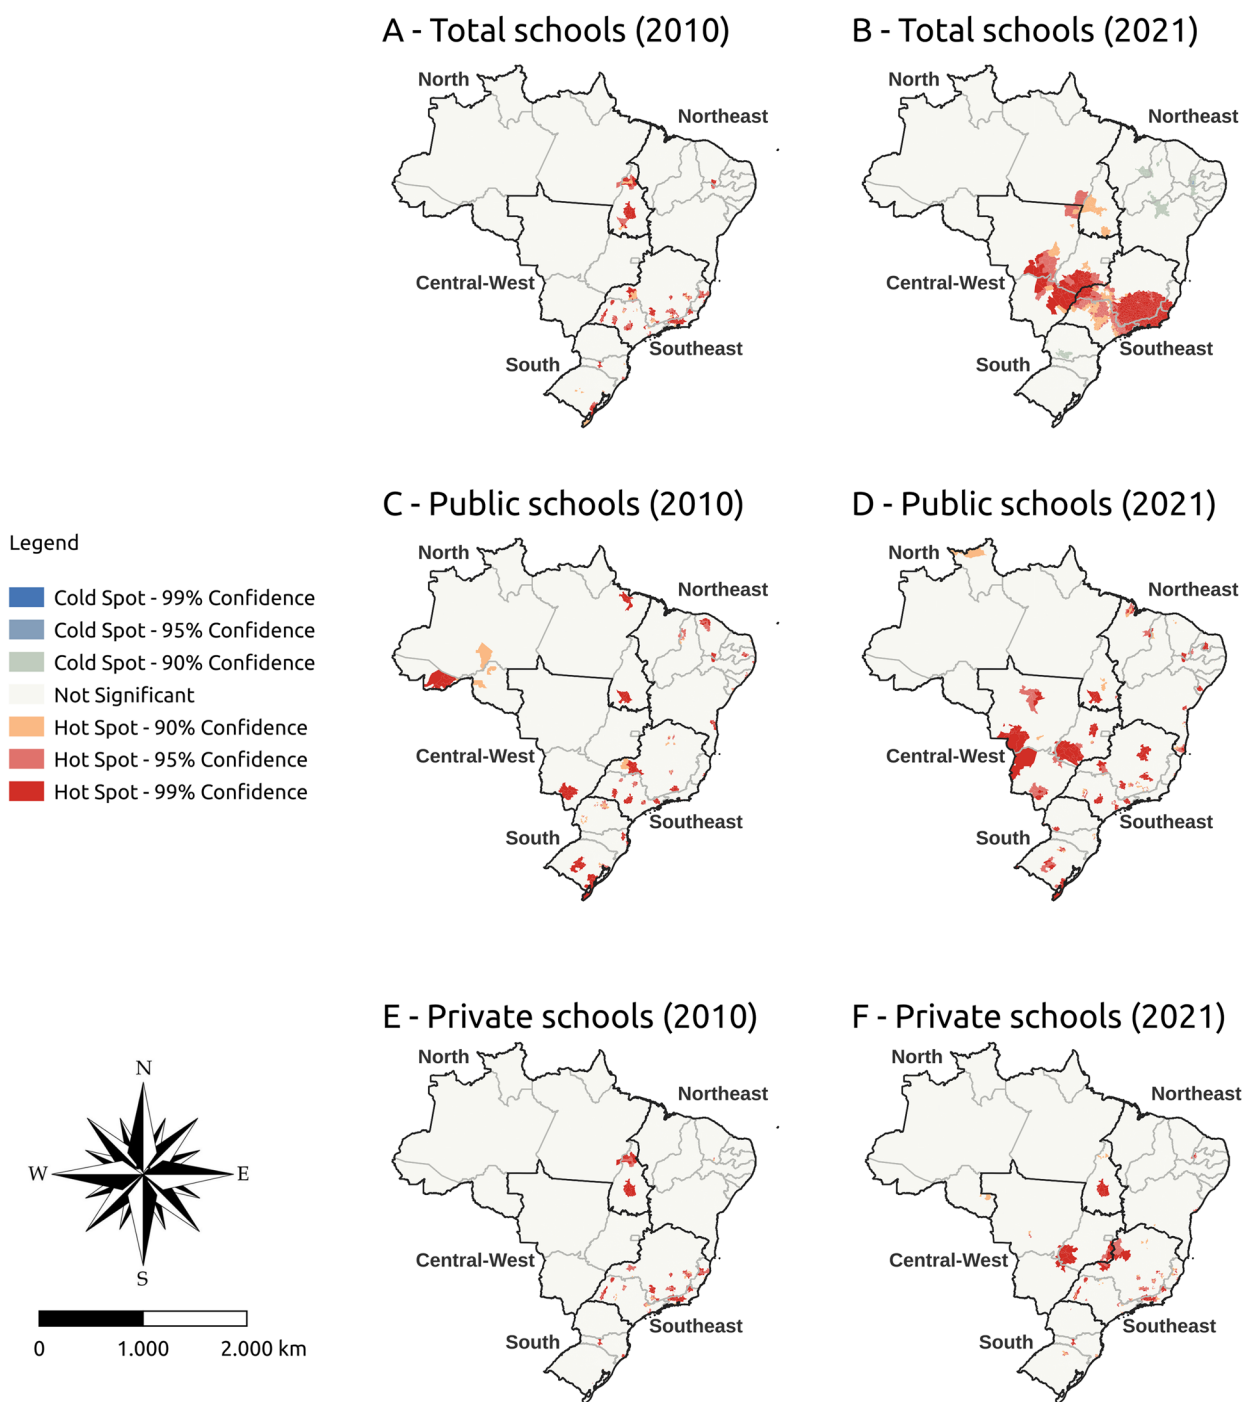 A - Total schools (2010)
B - Total schools (2021)
North
Northeast
Central-West
Southeast
South
North
Northeast
Central-West
Southeast
South
C - Public schools (2010)
D - Public schools (2021)
Legend
Cold Spot - 99% Confidence
Cold Spot - 95% Confidence
Cold Spot - 90% Confidence
Not Significant
Hot Spot - 90% Confidence
Hot Spot - 95% Confidence
Hot Spot - 99% Confidence
North
Northeast
Central-West
Southeast
South
North
Northeast
Central-West
Southeast
South
E - Private schools (2010)
F - Private schools (2021)
North
Northeast
Central-West
Southeast
South
North
Northeast
Central-West
Southeast
South
N
W
E
S
0
1.000
2.000 km